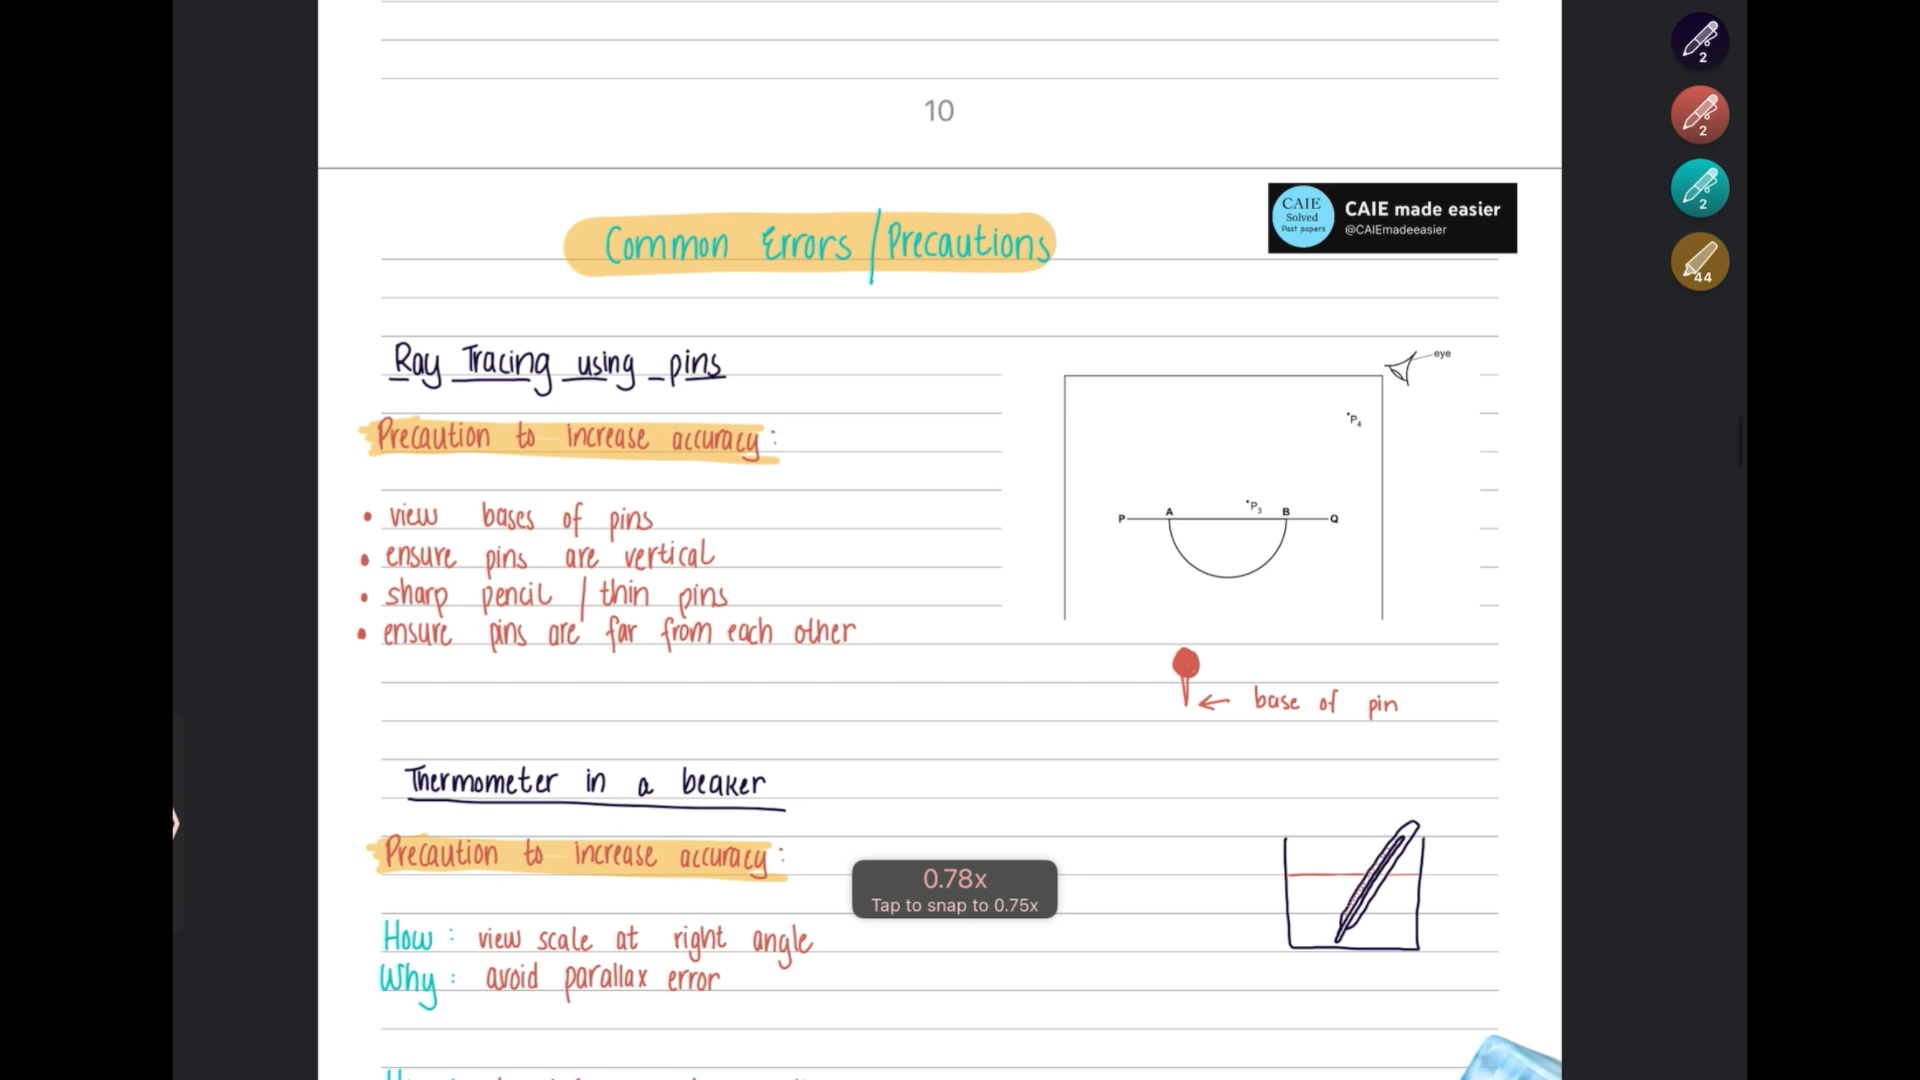 10
CAIE
Solved
Past papers
CAIE made easier
@CAIEmadeeasier
Common Errors / Precautions
Ray Tracing using pins
Precaution to increase accuracy :
• view bases of pins
• ensure pins are vertical
• sharp pencil / thin pins
• ensure pins are far from each other
eye
P4
P3
P A B Q
base of pin
Thermometer in a beaker
Precaution to increase accuracy :
How : view scale at right angle
Why : avoid parallax error
0.78x
Tap to snap to 0.75x
2
2
2
44